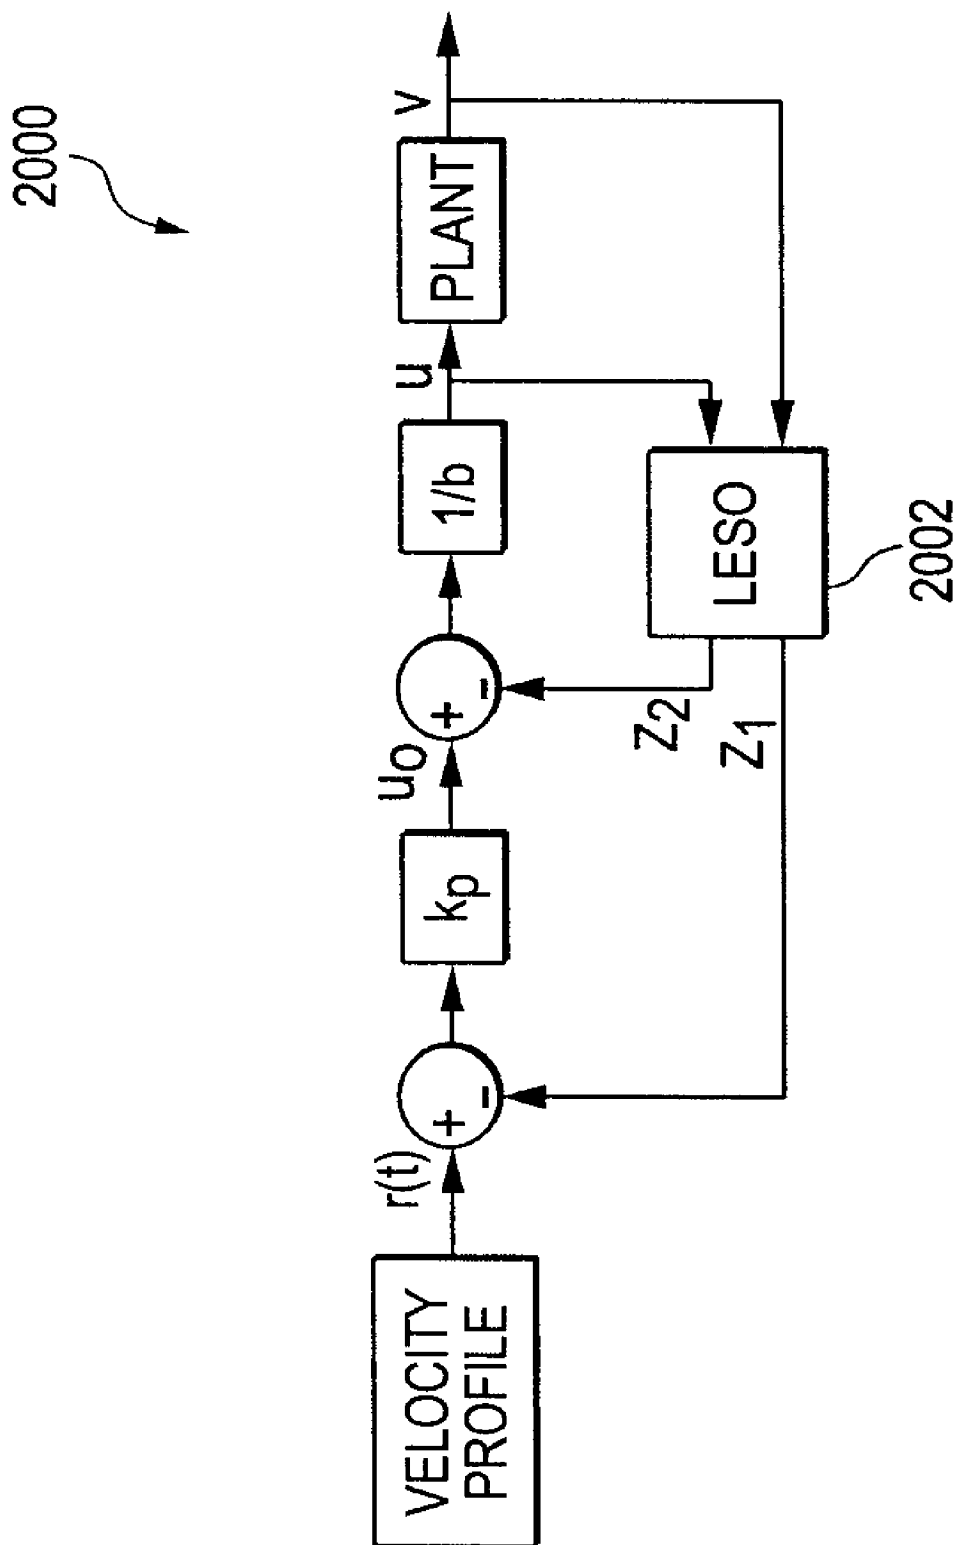 2000
VELOCITY
PROFILE
r(t)
+
-
kp
uo
+
-
1/b
u
PLANT
v
z2
z1
LESO
2002